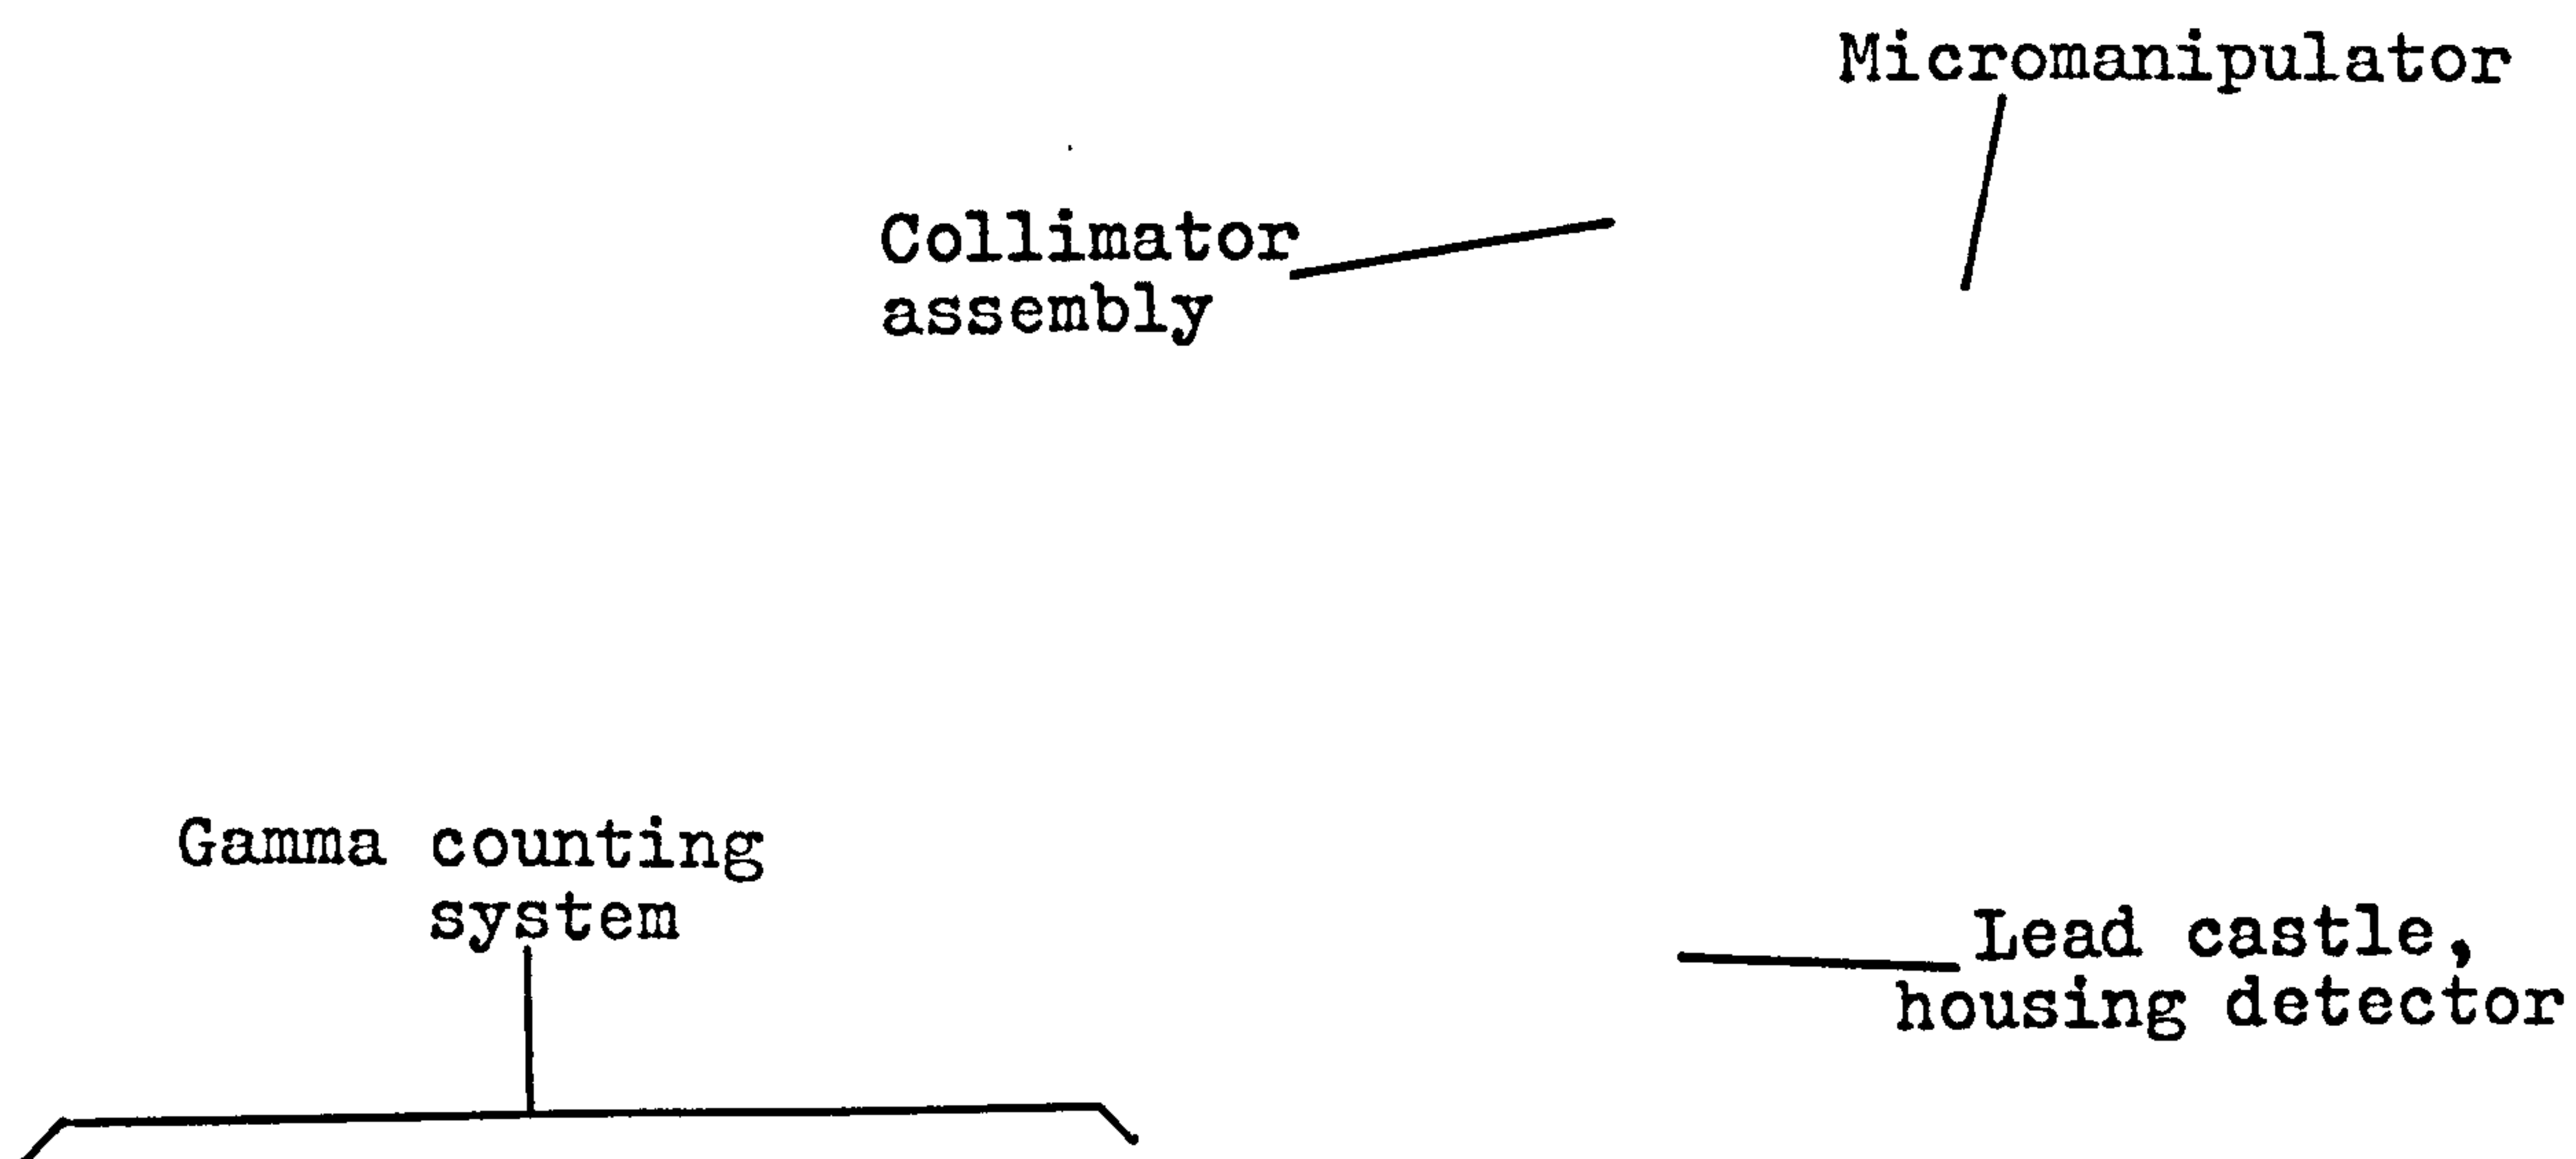 Micromanipulator
Collimator
assembly
Gamma counting
system
Lead castle,
housing detector